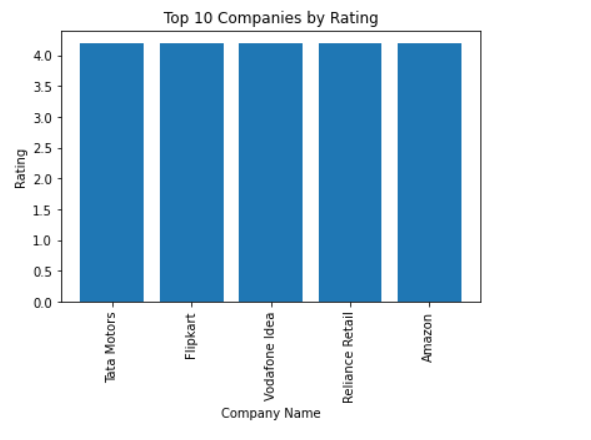 Top 10 Companies by Rating
4.0
3.5
3.0
2.5
2.0
1.5
1.0
0.5
0.0
Rating
Tata Motors
Flipkart
Vodafone Idea
Reliance Retail
Amazon
Company Name